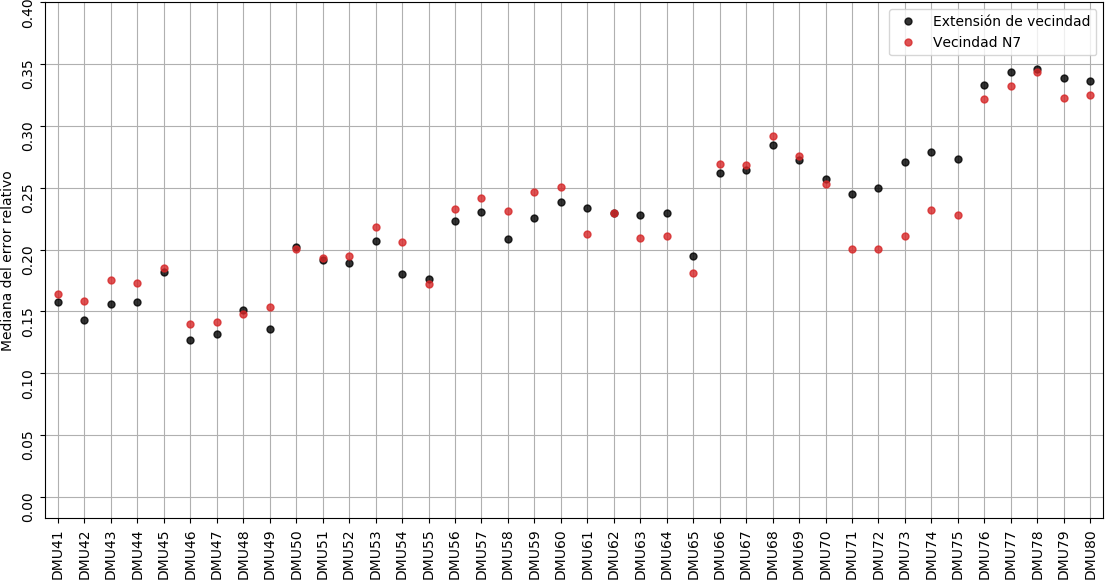 Extensión de vecindad
Vecindad N7
Mediana del error relativo
0.40
0.35
0.30
0.25
0.20
0.15
0.10
0.05
0.00
DMU41
DMU42
DMU43
DMU44
DMU45
DMU46
DMU47
DMU48
DMU49
DMU50
DMU51
DMU52
DMU53
DMU54
DMU55
DMU56
DMU57
DMU58
DMU59
DMU60
DMU61
DMU62
DMU63
DMU64
DMU65
DMU66
DMU67
DMU68
DMU69
DMU70
DMU71
DMU72
DMU73
DMU74
DMU75
DMU76
DMU77
DMU78
DMU79
DMU80